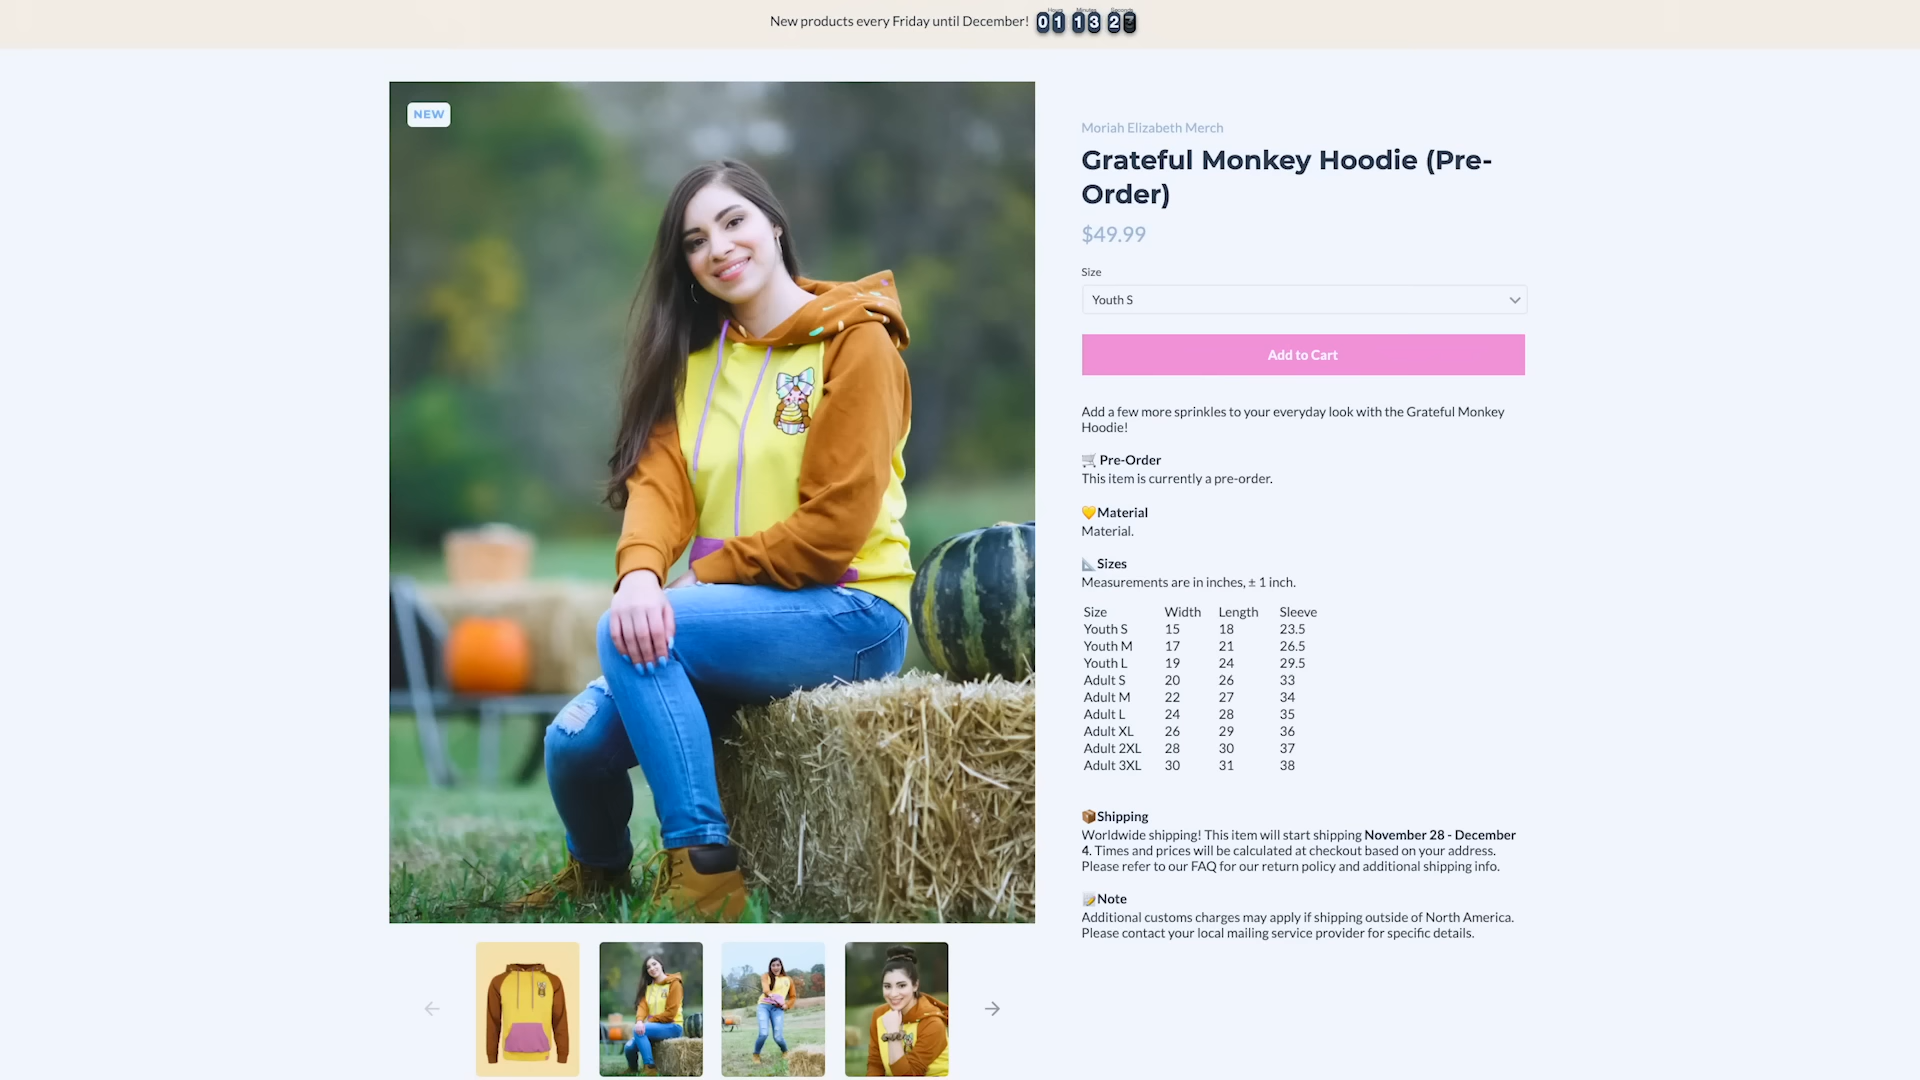 New products every Friday until December!
Hours Minutes Seconds
01 13 2
NEW
Moriah Elizabeth Merch
Grateful Monkey Hoodie (Pre-
Order)
$49.99
Size
Youth S
Add to Cart
Add a few more sprinkles to your everyday look with the Grateful Monkey
Hoodie!
🛒 Pre-Order
This item is currently a pre-order.
💛Material
Material.
📐Sizes
Measurements are in inches, ± 1 inch.
Size Width Length Sleeve
Youth S 15 18 23.5
Youth M 17 21 26.5
Youth L 19 24 29.5
Adult S 20 26 33
Adult M 22 27 34
Adult L 24 28 35
Adult XL 26 29 36
Adult 2XL 28 30 37
Adult 3XL 30 31 38
📦Shipping
Worldwide shipping! This item will start shipping November 28 - December
4. Times and prices will be calculated at checkout based on your address.
Please refer to our FAQ for our return policy and additional shipping info.
📝Note
Additional customs charges may apply if shipping outside of North America.
Please contact your local mailing service provider for specific details.